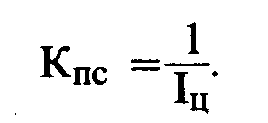 Кпс = 1/Iц.